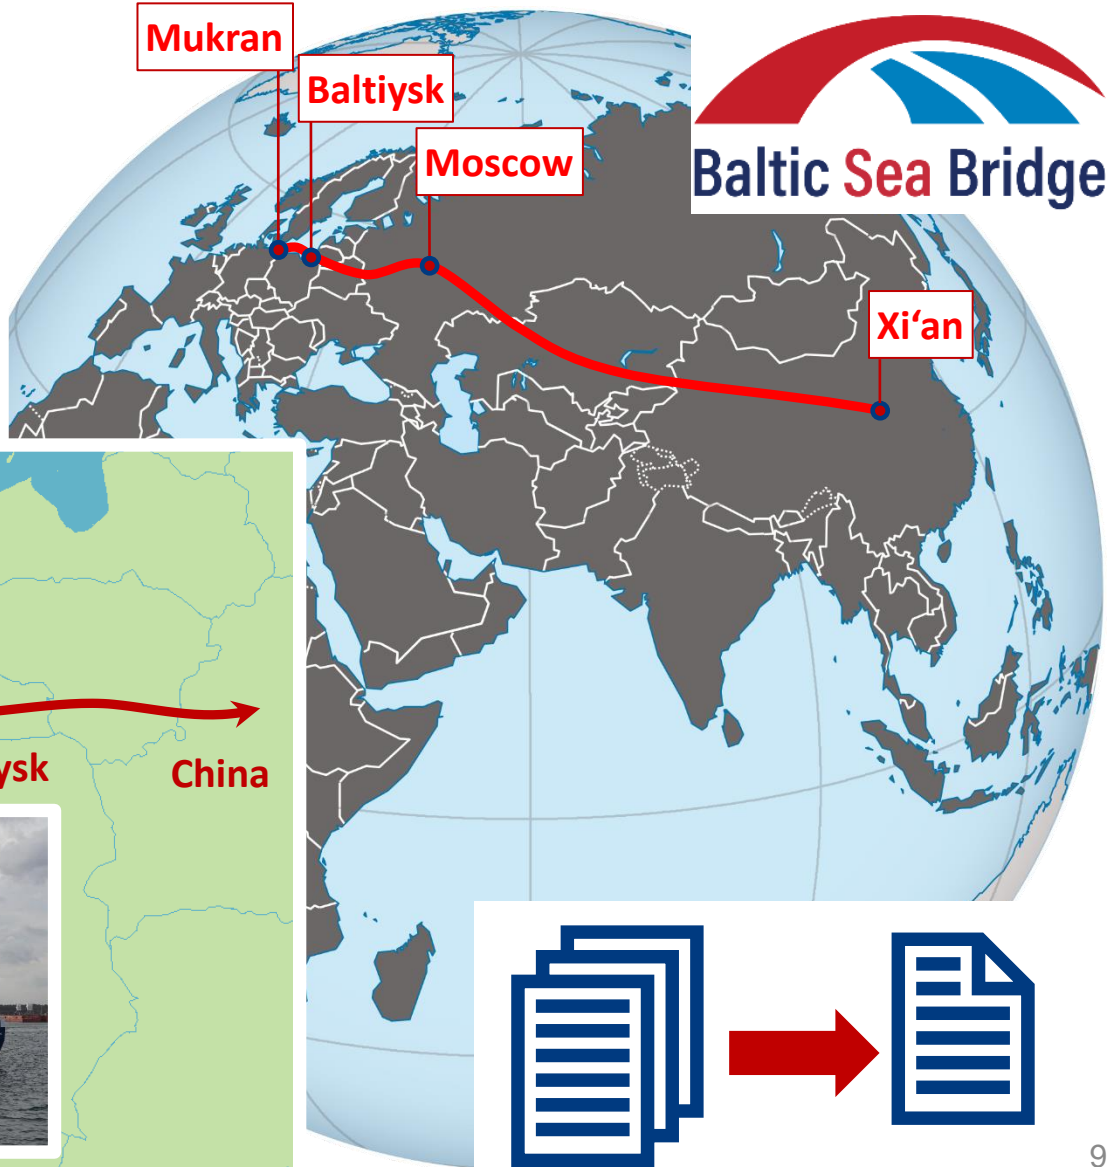 Mukran
Baltiysk
Moscow
Baltic Sea Bridge
Xi‘an
ysk
China
9